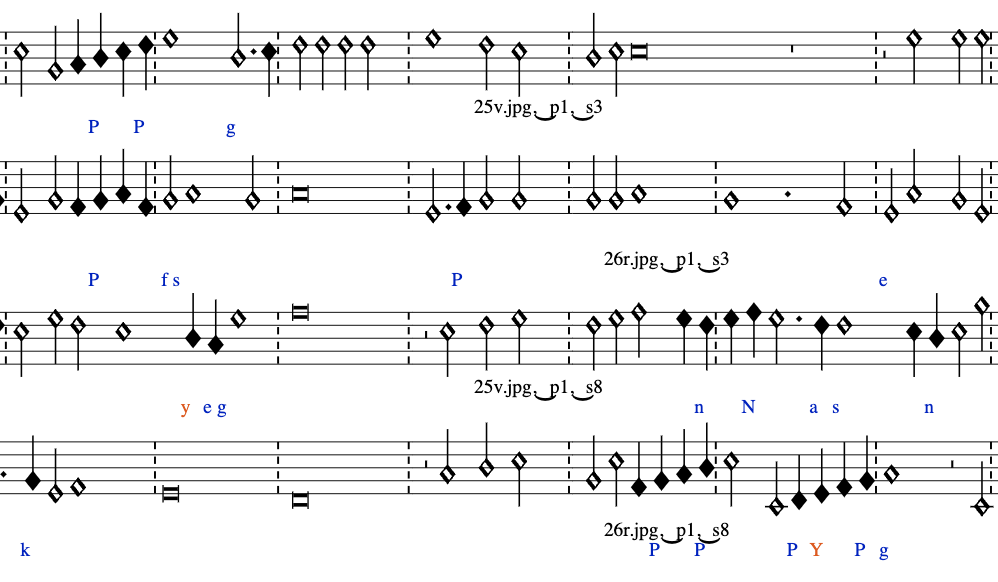 25v.jpg, p1, s3
P P g
26r.jpg, p1, s3
P f s P e
25v.jpg, p1, s8
y e g n N a s n
26r.jpg, p1, s8
k P P P Y P g